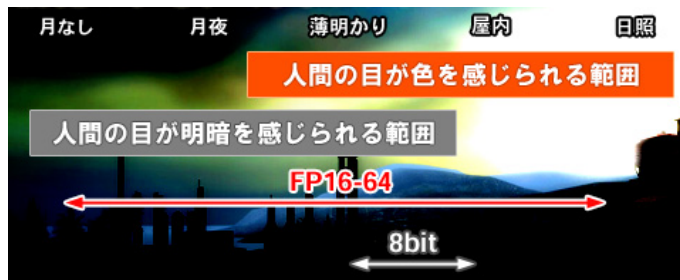 月なし 月夜 薄明かり 屋内 日照
人間の目が色を感じられる範囲
人間の目が明暗を感じられる範囲
FP16-64
8bit